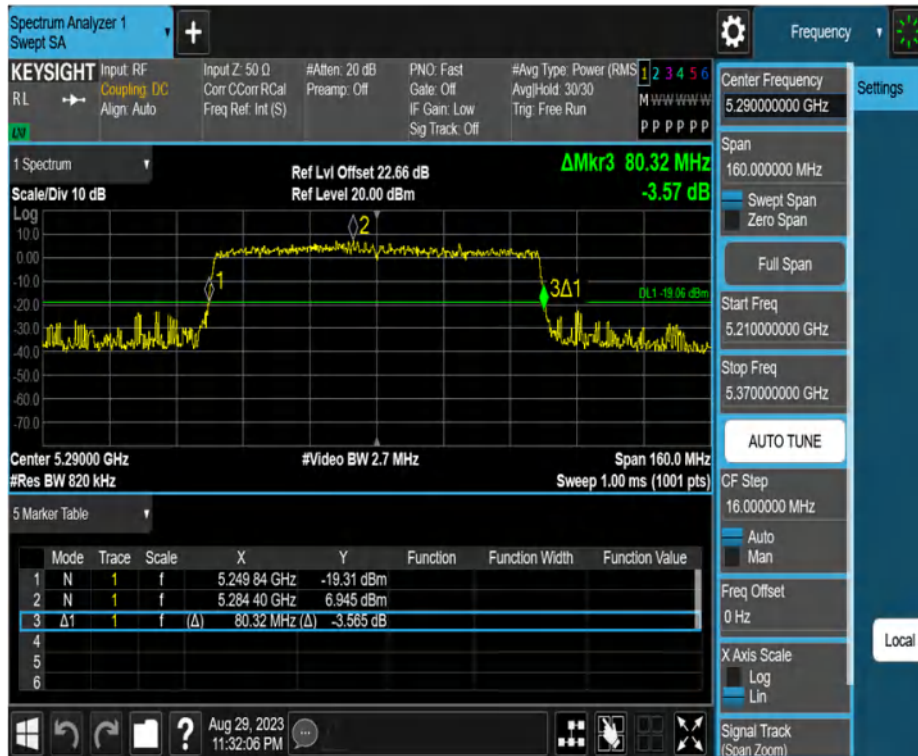 Spectrum Analyzer 1
Swept SA
+
Frequency
KEYSIGHT
RL
LNI
Input: RF
Coupling: DC
Align: Auto
Input Z: 50 Ω
Corr CCorr RCal
Freq Ref: Int (S)
#Atten: 20 dB
Preamp: Off
PNO: Fast
Gate: Off
IF Gain: Low
Sig Track: Off
#Avg Type: Power (RMS
Avg|Hold: 30/30
Trig: Free Run
1 2 3 4 5 6
M W W W W W
P P P P P P
Center Frequency
5.290000000 GHz
Settings
Span
160.000000 MHz
Swept Span
Zero Span
Full Span
Start Freq
5.210000000 GHz
Stop Freq
5.370000000 GHz
AUTO TUNE
CF Step
16.000000 MHz
Auto
Man
Freq Offset
0 Hz
X Axis Scale
Log
Lin
Signal Track
(Span Zoom)
Local
1 Spectrum
Scale/Div 10 dB
Ref Lvl Offset 22.66 dB
Ref Level 20.00 dBm
ΔMkr3 80.32 MHz
-3.57 dB
Log
10.0
0.00
-10.0
-20.0
-30.0
-40.0
-50.0
-60.0
-70.0
1
2
3Δ1
DL1 -19.06 dBm
Center 5.29000 GHz
#Res BW 820 kHz
#Video BW 2.7 MHz
Span 160.0 MHz
Sweep 1.00 ms (1001 pts)
5 Marker Table
Mode Trace Scale X Y Function Function Width Function Value
1 N 1 f 5.249 84 GHz -19.31 dBm
2 N 1 f 5.284 40 GHz 6.945 dBm
3 Δ1 1 f (Δ) 80.32 MHz (Δ) -3.565 dB
4
5
6
?
Aug 29, 2023
11:32:06 PM